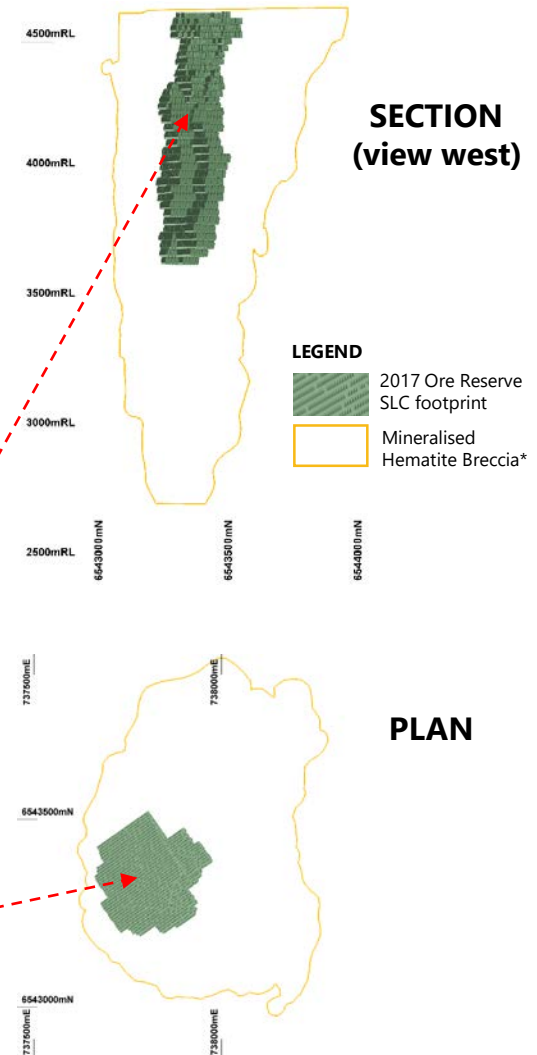 4500mRL
SECTION
(view west)
4000mRL
3500mRL
LEGEND
2017 Ore Reserve
SLC footprint
Mineralised
Hematite Breccia*
3000mRL
2500mRL
6543000mN
6543500mN
6544000mN
737500mE
738000mE
PLAN
6543500mN
6543000mN
737500mE
738000mE